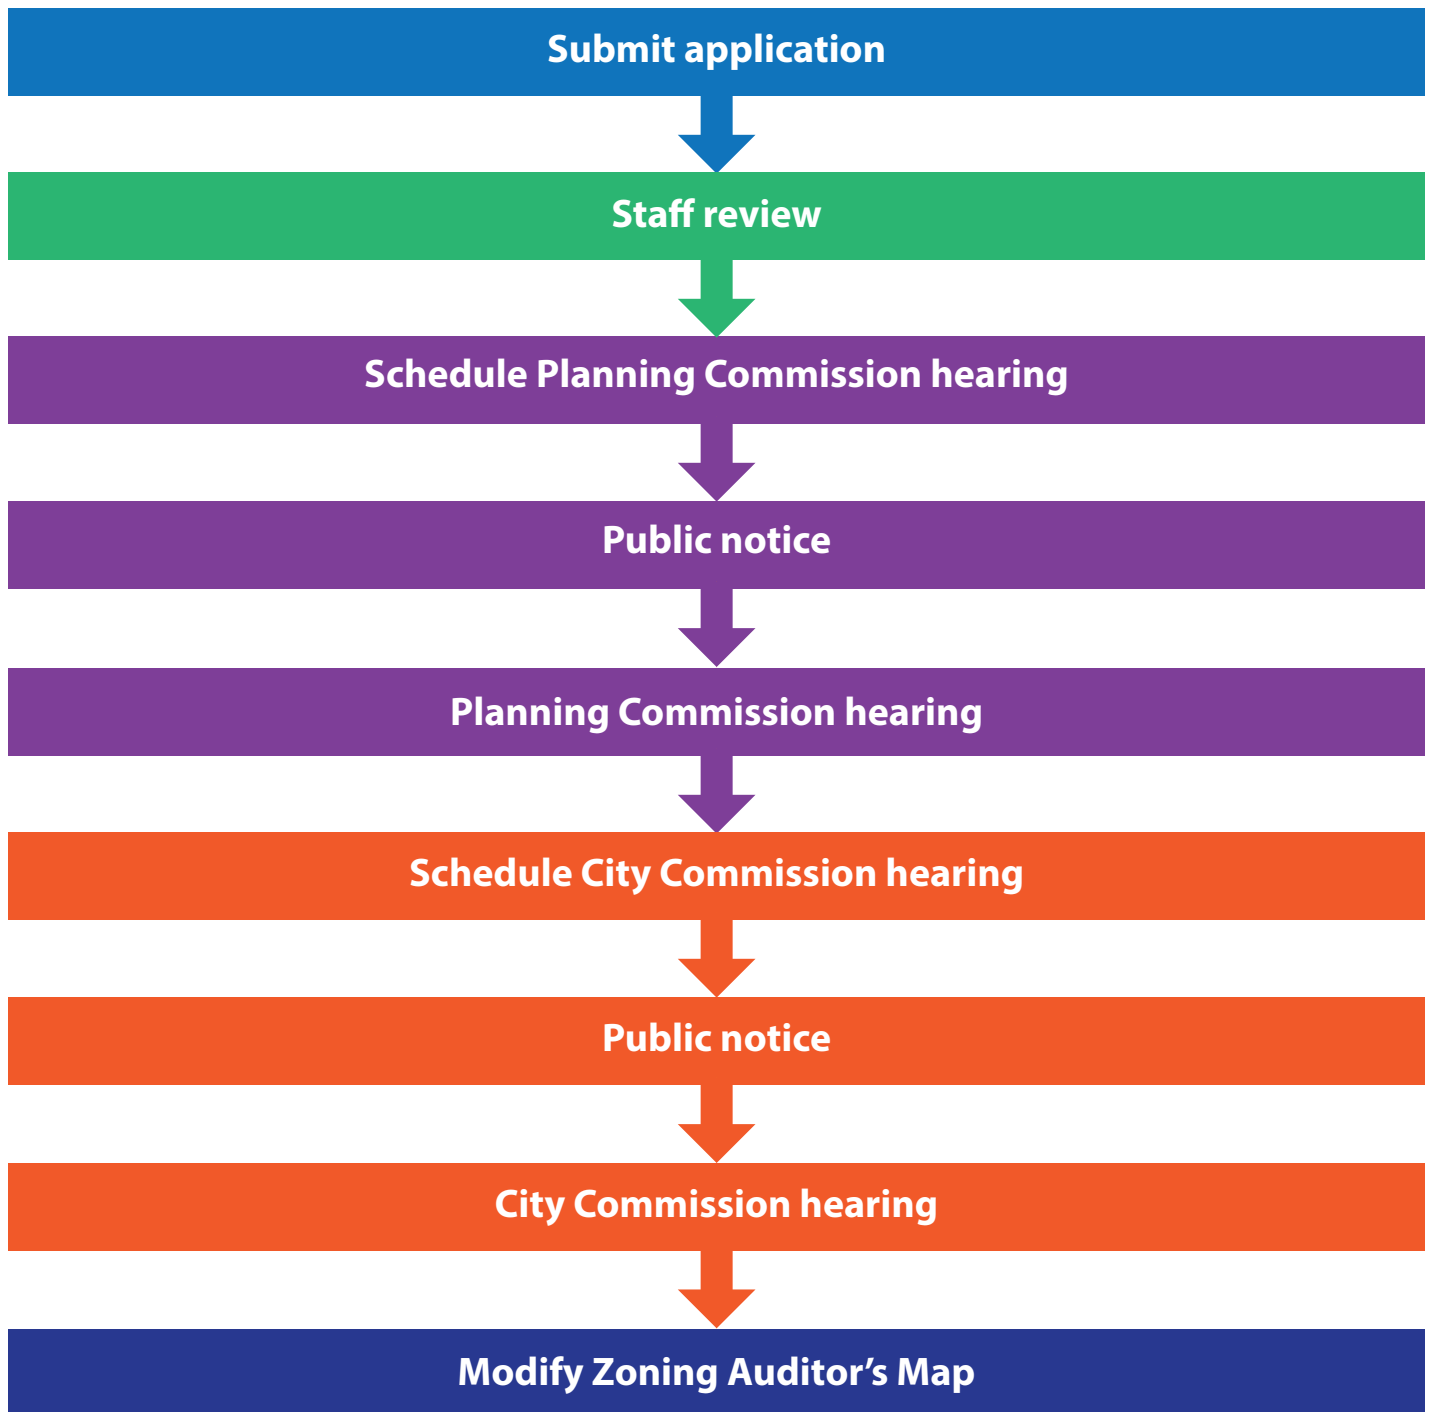 Submit application
Staff review
Schedule Planning Commission hearing
Public notice
Planning Commission hearing
Schedule City Commission hearing
Public notice
City Commission hearing
Modify Zoning Auditor’s Map